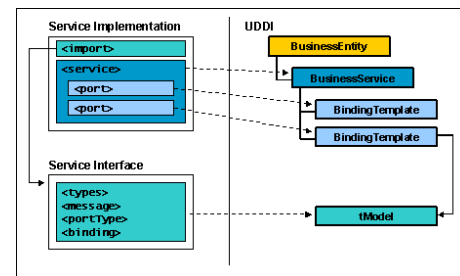 Service Implementation
<import>
<service>
<port>
<port>
Service Interface
<types>
<message>
<portType>
<binding>
UDDI
BusinessEntity
BusinessService
BindingTemplate
BindingTemplate
tModel